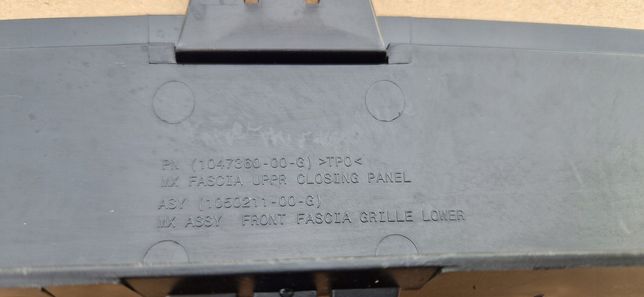 PN (1047360-00-G) >TPO<
MX FASCIA UPPR CLOSING PANEL
ASY (1050211-00-G)
MX ASSY FRONT FASCIA GRILLE LOWER